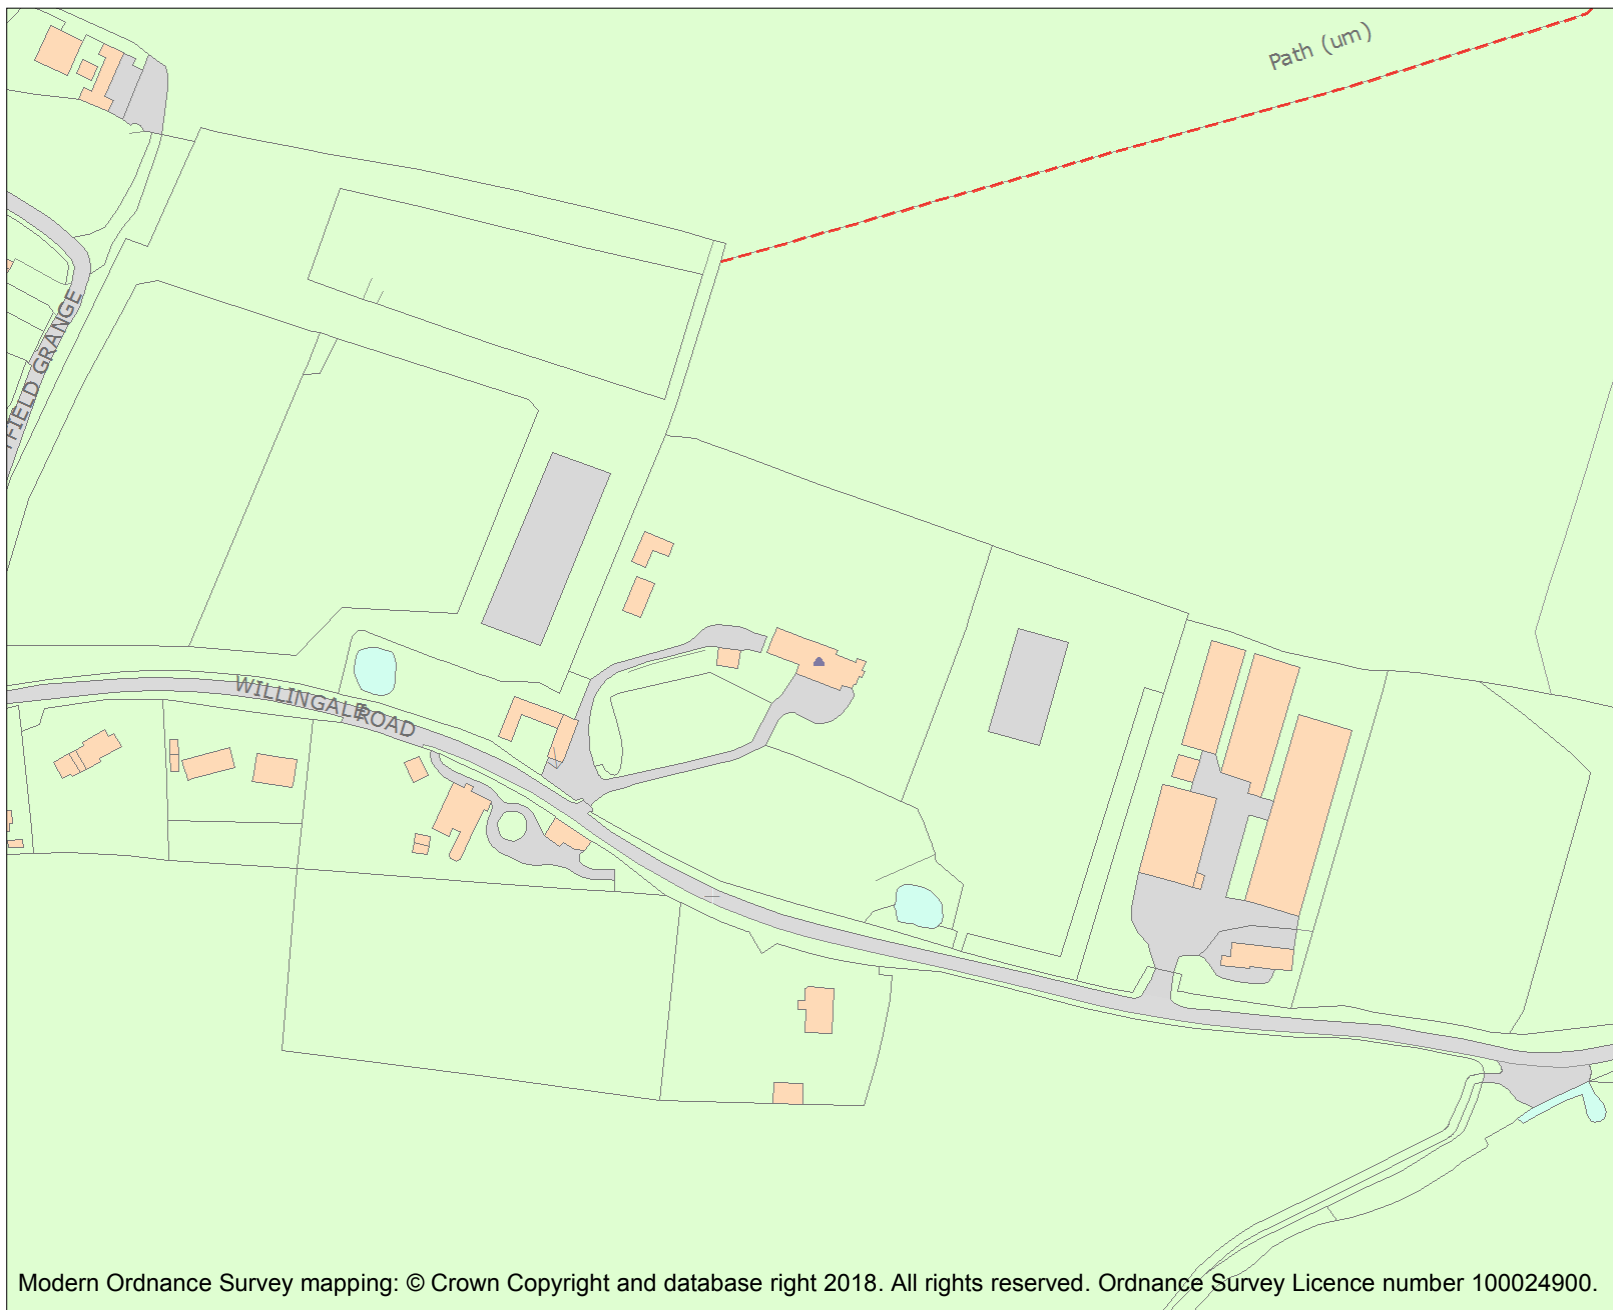 Path (um)
TFIELD GRANGE
WILLINGALE ROAD
Modern Ordnance Survey mapping: © Crown Copyright and database right 2018. All rights reserved. Ordnance Survey Licence number 100024900.